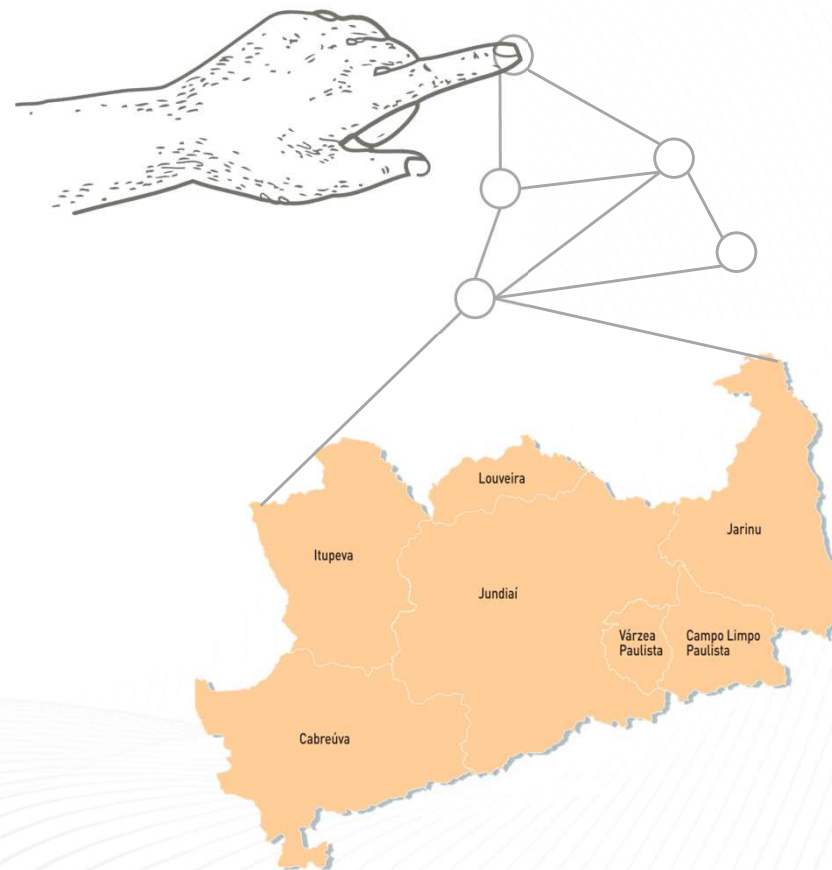 Louveira
Jarinu
Itupeva
Jundiaí
Várzea
Paulista
Campo Limpo
Paulista
Cabreúva